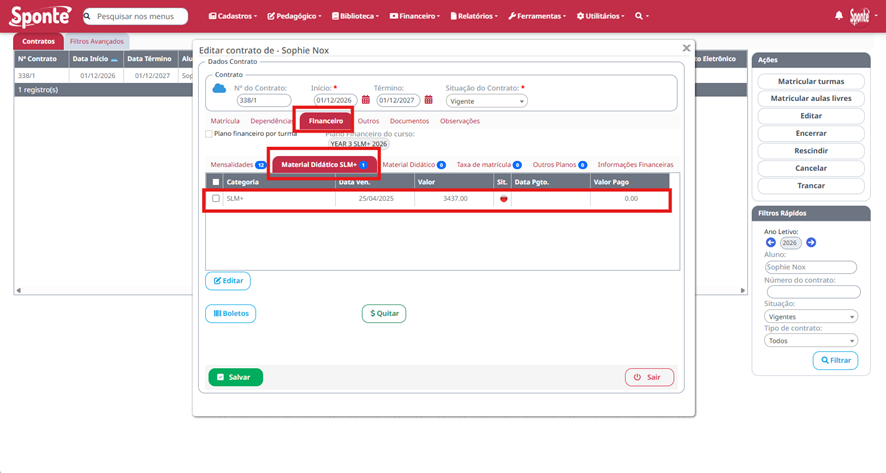 Sponte
Pesquisar nos menus
Cadastros
Pedagógico
Biblioteca
Financeiro
Relatórios
Ferramentas
Utilitários
Sponte
Contratos
Filtros Avançados
Nº Contrato
Data Início
Data Término
338/1
01/12/2026
01/12/2027
1 registro(s)
Editar contrato de - Sophie Nox
Dados Contrato
Contrato
Nº do Contrato:
Início: *
Término:
Situação do Contrato: *
338/1
01/12/2026
01/12/2027
Vigente
Matrícula
Dependências
Financeiro
Outros
Documentos
Observações
Plano financeiro por turma
Plano Financeiro do curso:
YEAR 3 SLM+ 2026
Mensalidades 12
Material Didático SLM+ 1
Material Didático 0
Taxa de matrícula 0
Outros Planos 0
Informações Financeiras
Categoria
Data Ven.
Valor
Sit.
Data Pgto.
Valor Pago
SLM+
25/04/2025
3437.00
0.00
Editar
Boletos
$ Quitar
Salvar
Sair
to Eletrônico
Ações
Matricular turmas
Matricular aulas livres
Editar
Encerrar
Rescindir
Cancelar
Trancar
Filtros Rápidos
Ano Letivo:
2026
Aluno:
Sophie Nox
Número do contrato:
Situação:
Vigentes
Tipo de contrato:
Todos
Filtrar